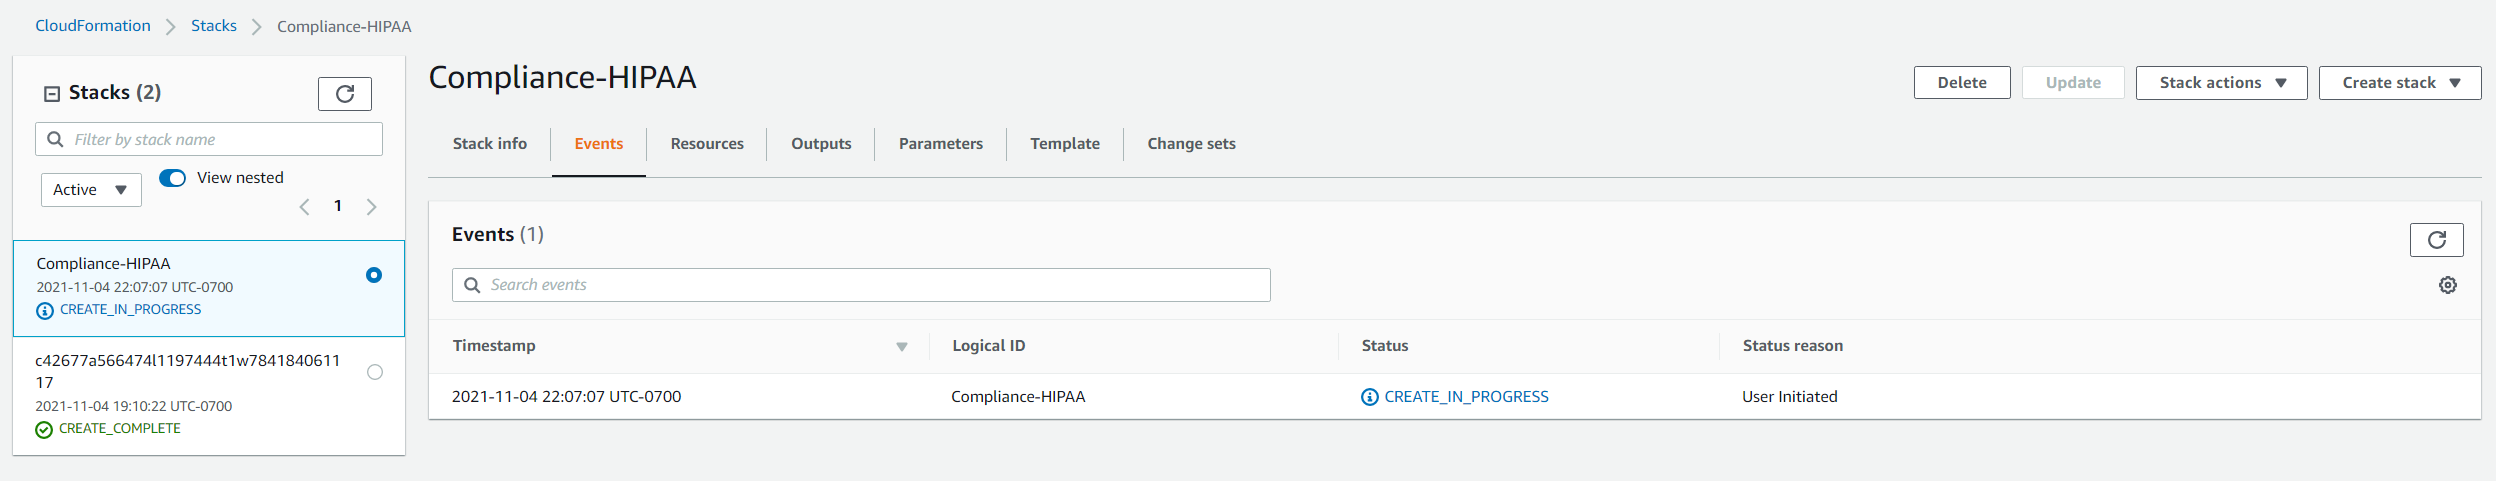 CloudFormation > Stacks > Compliance-HIPAA
Stacks (2)
Filter by stack name
Active
View nested
1
Compliance-HIPAA
2021-11-04 22:07:07 UTC-0700
CREATE_IN_PROGRESS
c42677a566474l1197444t1w7841840611
17
2021-11-04 19:10:22 UTC-0700
CREATE_COMPLETE
Compliance-HIPAA
Delete
Update
Stack actions
Create stack
Stack info
Events
Resources
Outputs
Parameters
Template
Change sets
Events (1)
Search events
Timestamp
Logical ID
Status
Status reason
2021-11-04 22:07:07 UTC-0700
Compliance-HIPAA
CREATE_IN_PROGRESS
User Initiated